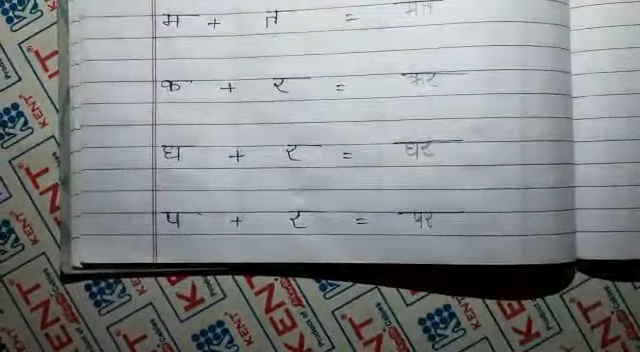 म + त = मत
क + र = कर
घ + र = घर
प + र = पर
KENT